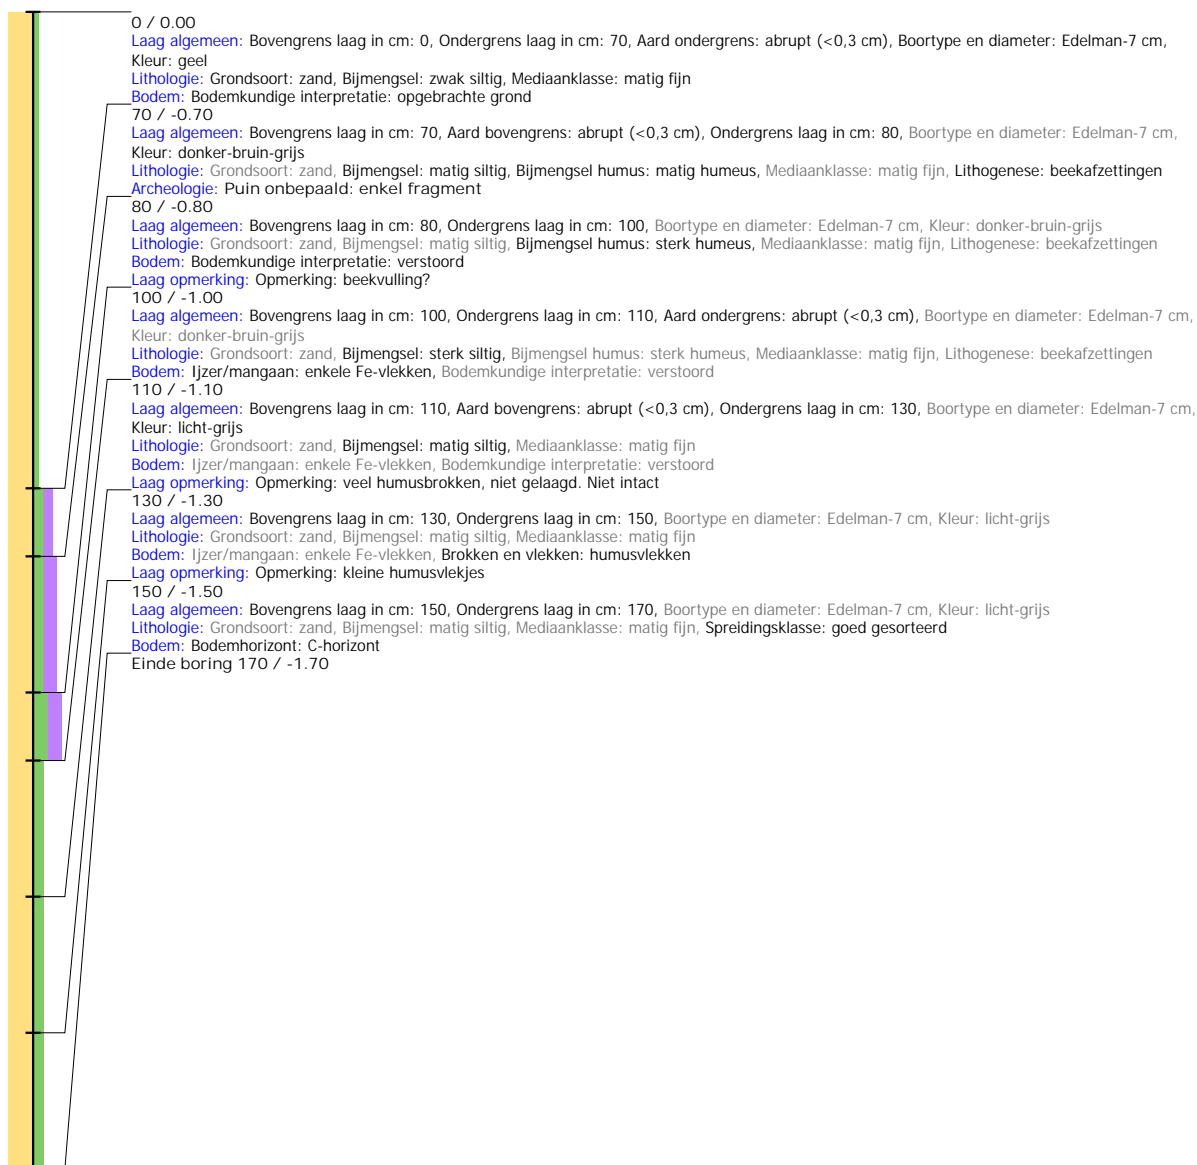 0 / 0.00
Laag algemeen: Bovengrens laag in cm: 0, Ondergrens laag in cm: 70, Aard ondergrens: abrupt (<0,3 cm), Boortype en diameter: Edelman-7 cm,
Kleur: geel
Lithologie: Grondsoort: zand, Bijmengsel: zwak siltig, Mediaanklasse: matig fijn
Bodem: Bodemkundige interpretatie: opgebrachte grond
70 / -0.70
Laag algemeen: Bovengrens laag in cm: 70, Aard bovengrens: abrupt (<0,3 cm), Ondergrens laag in cm: 80, Boortype en diameter: Edelman-7 cm,
Kleur: donker-bruin-grijs
Lithologie: Grondsoort: zand, Bijmengsel: matig siltig, Bijmengsel humus: matig humeus, Mediaanklasse: matig fijn, Lithogenese: beekafzettingen
Archeologie: Puin onbepaald: enkel fragment
80 / -0.80
Laag algemeen: Bovengrens laag in cm: 80, Ondergrens laag in cm: 100, Boortype en diameter: Edelman-7 cm, Kleur: donker-bruin-grijs
Lithologie: Grondsoort: zand, Bijmengsel: matig siltig, Bijmengsel humus: sterk humeus, Mediaanklasse: matig fijn, Lithogenese: beekafzettingen
Bodem: Bodemkundige interpretatie: verstoord
Laag opmerking: Opmerking: beekvulling?
100 / -1.00
Laag algemeen: Bovengrens laag in cm: 100, Ondergrens laag in cm: 110, Aard ondergrens: abrupt (<0,3 cm), Boortype en diameter: Edelman-7 cm,
Kleur: donker-bruin-grijs
Lithologie: Grondsoort: zand, Bijmengsel: sterk siltig, Bijmengsel humus: sterk humeus, Mediaanklasse: matig fijn, Lithogenese: beekafzettingen
Bodem: Ijzer/mangaan: enkele Fe-vlekken, Bodemkundige interpretatie: verstoord
110 / -1.10
Laag algemeen: Bovengrens laag in cm: 110, Aard bovengrens: abrupt (<0,3 cm), Ondergrens laag in cm: 130, Boortype en diameter: Edelman-7 cm,
Kleur: licht-grijs
Lithologie: Grondsoort: zand, Bijmengsel: matig siltig, Mediaanklasse: matig fijn
Bodem: Ijzer/mangaan: enkele Fe-vlekken, Bodemkundige interpretatie: verstoord
Laag opmerking: Opmerking: veel humusbrokken, niet gelaagd. Niet intact
130 / -1.30
Laag algemeen: Bovengrens laag in cm: 130, Ondergrens laag in cm: 150, Boortype en diameter: Edelman-7 cm, Kleur: licht-grijs
Lithologie: Grondsoort: zand, Bijmengsel: matig siltig, Mediaanklasse: matig fijn
Bodem: Ijzer/mangaan: enkele Fe-vlekken, Brokken en vlekken: humusvlekken
Laag opmerking: Opmerking: kleine humusvlekjes
150 / -1.50
Laag algemeen: Bovengrens laag in cm: 150, Ondergrens laag in cm: 170, Boortype en diameter: Edelman-7 cm, Kleur: licht-grijs
Lithologie: Grondsoort: zand, Bijmengsel: matig siltig, Mediaanklasse: matig fijn, Spreidingsklasse: goed gesorteerd
Bodem: Bodemhorizont: C-horizont
Einde boring 170 / -1.70